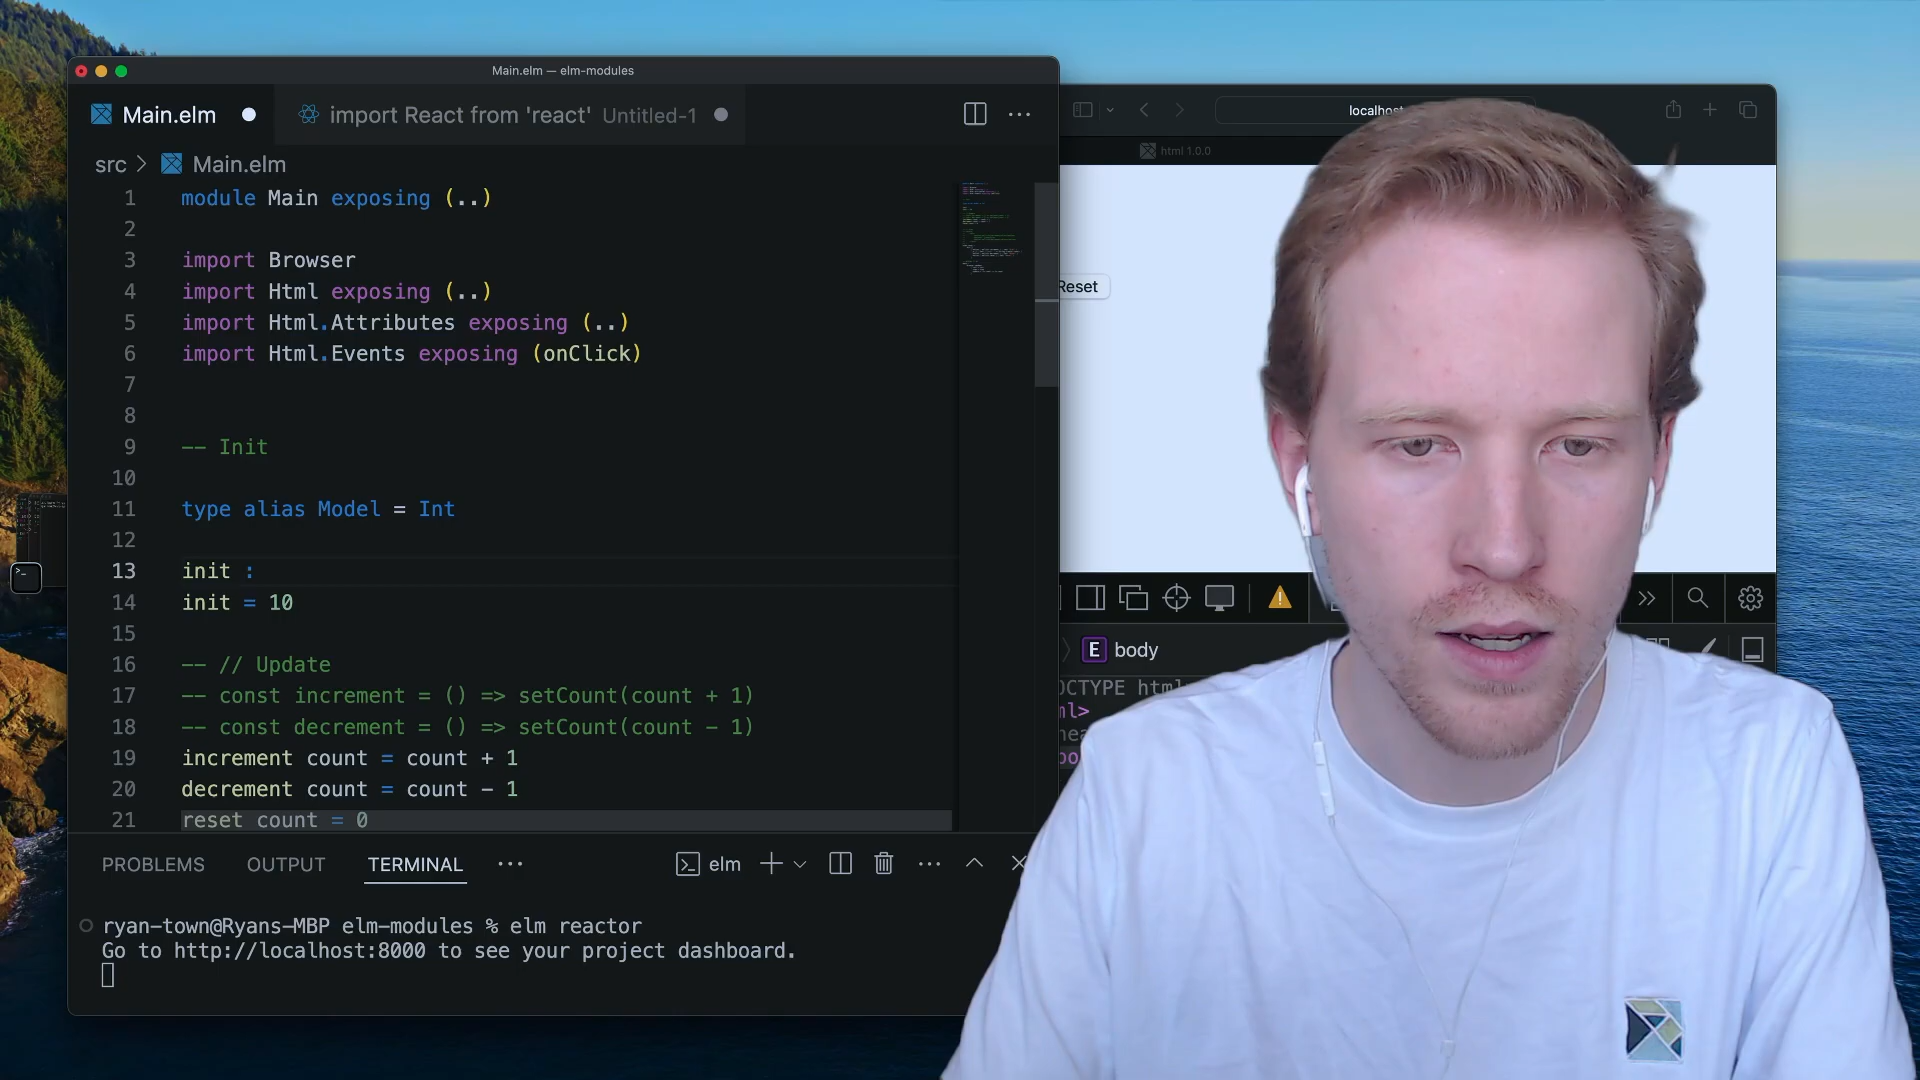 Main.elm — elm-modules
Main.elm
import React from 'react' Untitled-1
src > Main.elm
1 module Main exposing (..)
2
3 import Browser
4 import Html exposing (..)
5 import Html.Attributes exposing (..)
6 import Html.Events exposing (onClick)
7
8
9 -- Init
10
11 type alias Model = Int
12
13 init :
14 init = 10
15
16 -- // Update
17 -- const increment = () => setCount(count + 1)
18 -- const decrement = () => setCount(count - 1)
19 increment count = count + 1
20 decrement count = count - 1
21 reset count = 0
PROBLEMS OUTPUT TERMINAL ...
elm
ryan-town@Ryans-MBP elm-modules % elm reactor
Go to http://localhost:8000 to see your project dashboard.
localhost
html 1.0.0
Reset
E body